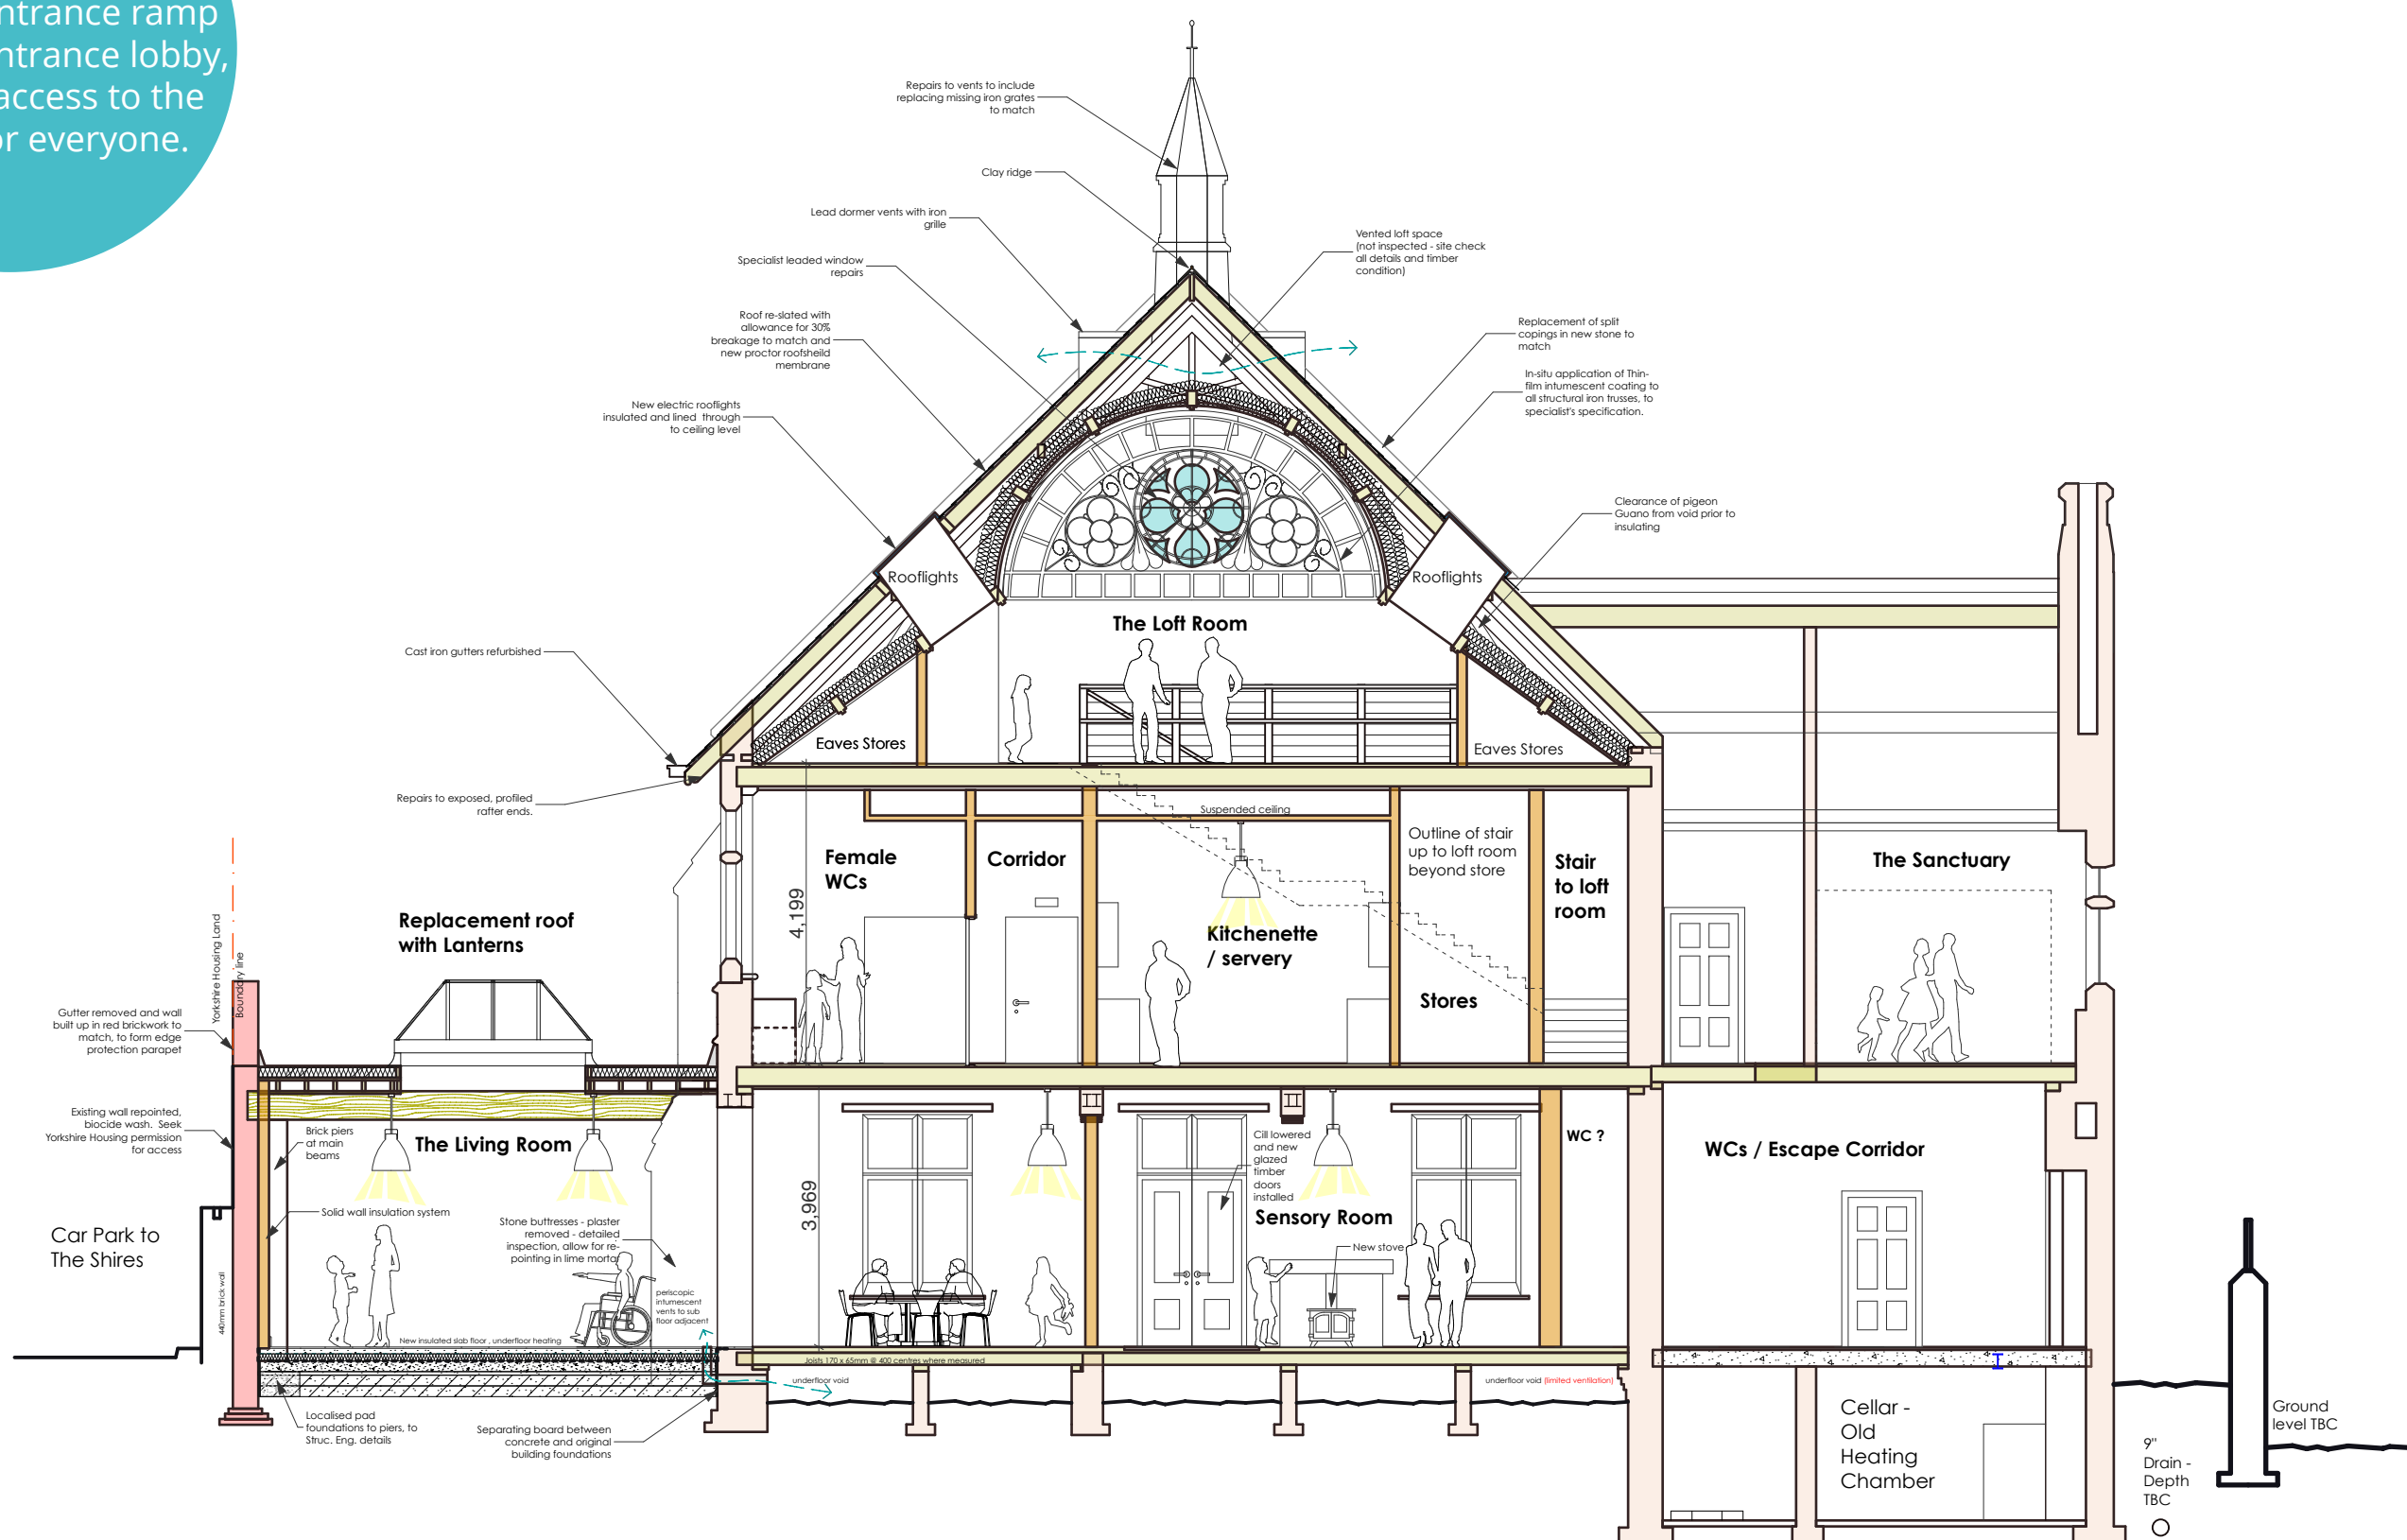 ntrance ramp
ntrance lobby,
access to the
or everyone.
Repairs to vents to include
replacing missing iron grates
to match
Clay ridge
Lead dormer vents with iron
grille
Specialist leaded window
repairs
Roof re-slated with
allowance for 30%
breakage to match and
new proctor roofsheild
membrane
New electric rooflights
insulated and lined through
to ceiling level
Vented loft space
(not inspected - site check
all details and timber
condition)
Replacement of split
copings in new stone to
match
In-situ application of Thin-
film intumescent coating to
all structural iron trusses, to
specialist's specification.
Clearance of pigeon
Guano from void prior to
insulating
Rooflights
Rooflights
The Loft Room
Cast iron gutters refurbished
Eaves Stores
Eaves Stores
Repairs to exposed, profiled
rafter ends.
Suspended ceiling
Female
WCs
Corridor
Outline of stair
up to loft room
beyond store
Stair
to loft
room
The Sanctuary
4,199
Kitchenette
/ servery
Stores
Replacement roof
with Lanterns
Yorkshire Housing Land
Boundary line
Gutter removed and wall
built up in red brickwork to
match, to form edge
protection parapet
Existing wall repointed,
biocide wash. Seek
Yorkshire Housing permission
for access
Brick piers
at main
beams
The Living Room
Cill lowered
and new
glazed
timber
doors
installed
WC ?
WCs / Escape Corridor
3,969
Sensory Room
Solid wall insulation system
Stone buttresses - plaster
removed - detailed
inspection, allow for re-
pointing in lime mortar
New stove
Car Park to
The Shires
440mm brick wall
periscopic
intumescent
vents to sub
floor adjacent
New insulated slab floor , underfloor heating
Joists 170 x 65mm @ 400 centres where measured
underfloor void
underfloor void (limited ventilation)
Localised pad
foundations to piers, to
Struc. Eng. details
Separating board between
concrete and original
building foundations
Cellar -
Old
Heating
Chamber
Ground
level TBC
9"
Drain -
Depth
TBC